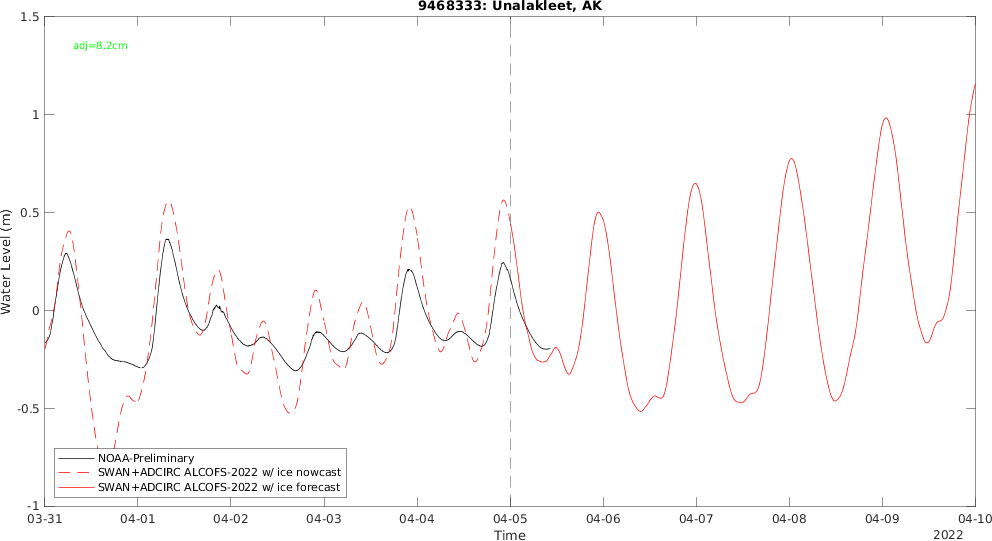 9468333: Unalakleet, AK
adj=8.2cm
1.5
1
0.5
0
-0.5
-1
Water Level (m)
NOAA-Preliminary
SWAN+ADCIRC ALCOFS-2022 w/ ice nowcast
SWAN+ADCIRC ALCOFS-2022 w/ ice forecast
03-31 04-01 04-02 04-03 04-04 04-05 04-06 04-07 04-08 04-09 04-10
Time
2022